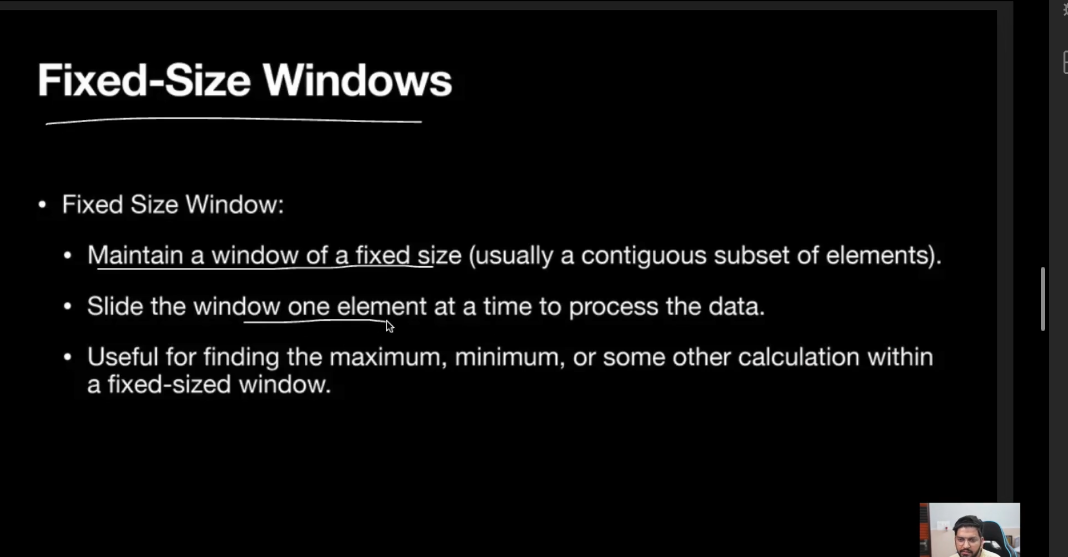 Fixed-Size Windows
• Fixed Size Window:
• Maintain a window of a fixed size (usually a contiguous subset of elements).
• Slide the window one element at a time to process the data.
• Useful for finding the maximum, minimum, or some other calculation within
a fixed-sized window.